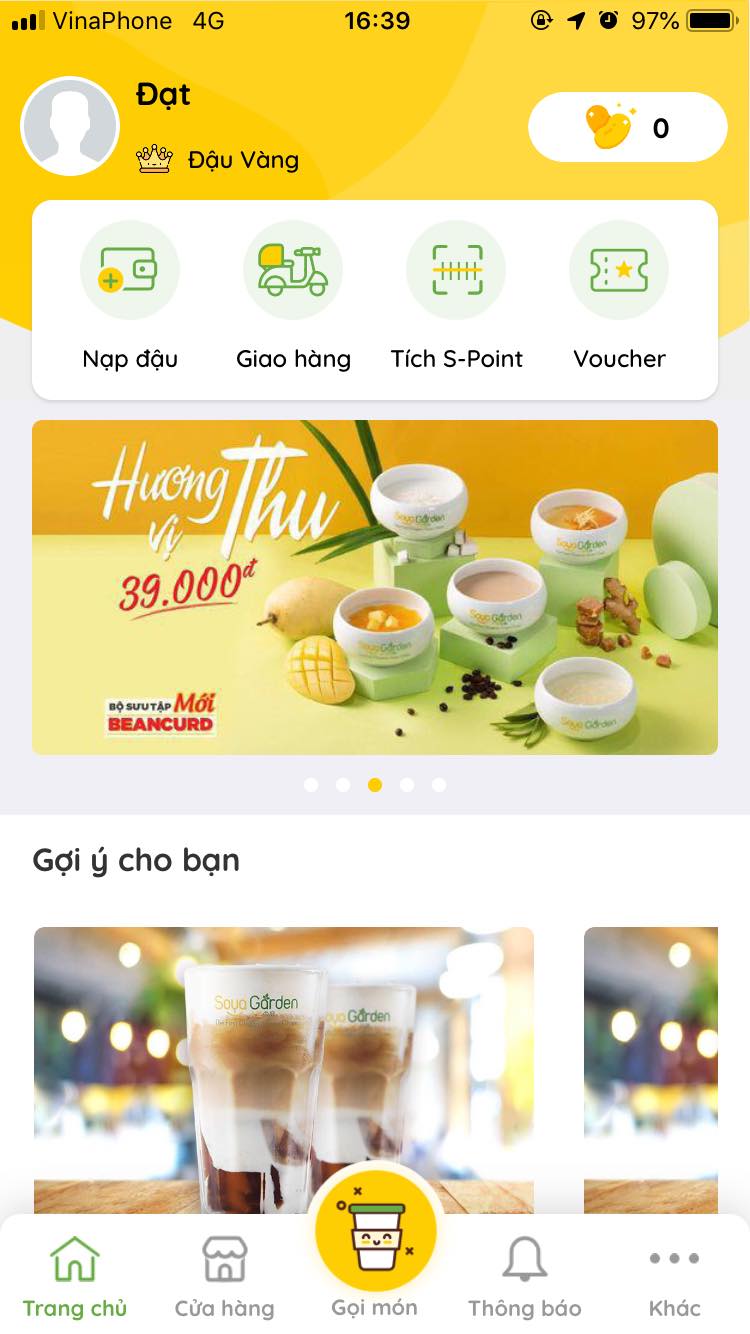 VinaPhone 4G 16:39 97%
Đạt
Đậu Vàng
0
Nạp đậu Giao hàng Tích S-Point Voucher
Hương vị Thu
39.000đ
BỘ SƯU TẬP Mới
BEANCURD
Soya Garden
Soya Garden
Soya Garden
Soya Garden
Soya Garden
Gợi ý cho bạn
Soya Garden
oya Garden
Trang chủ Cửa hàng Gọi món Thông báo Khác